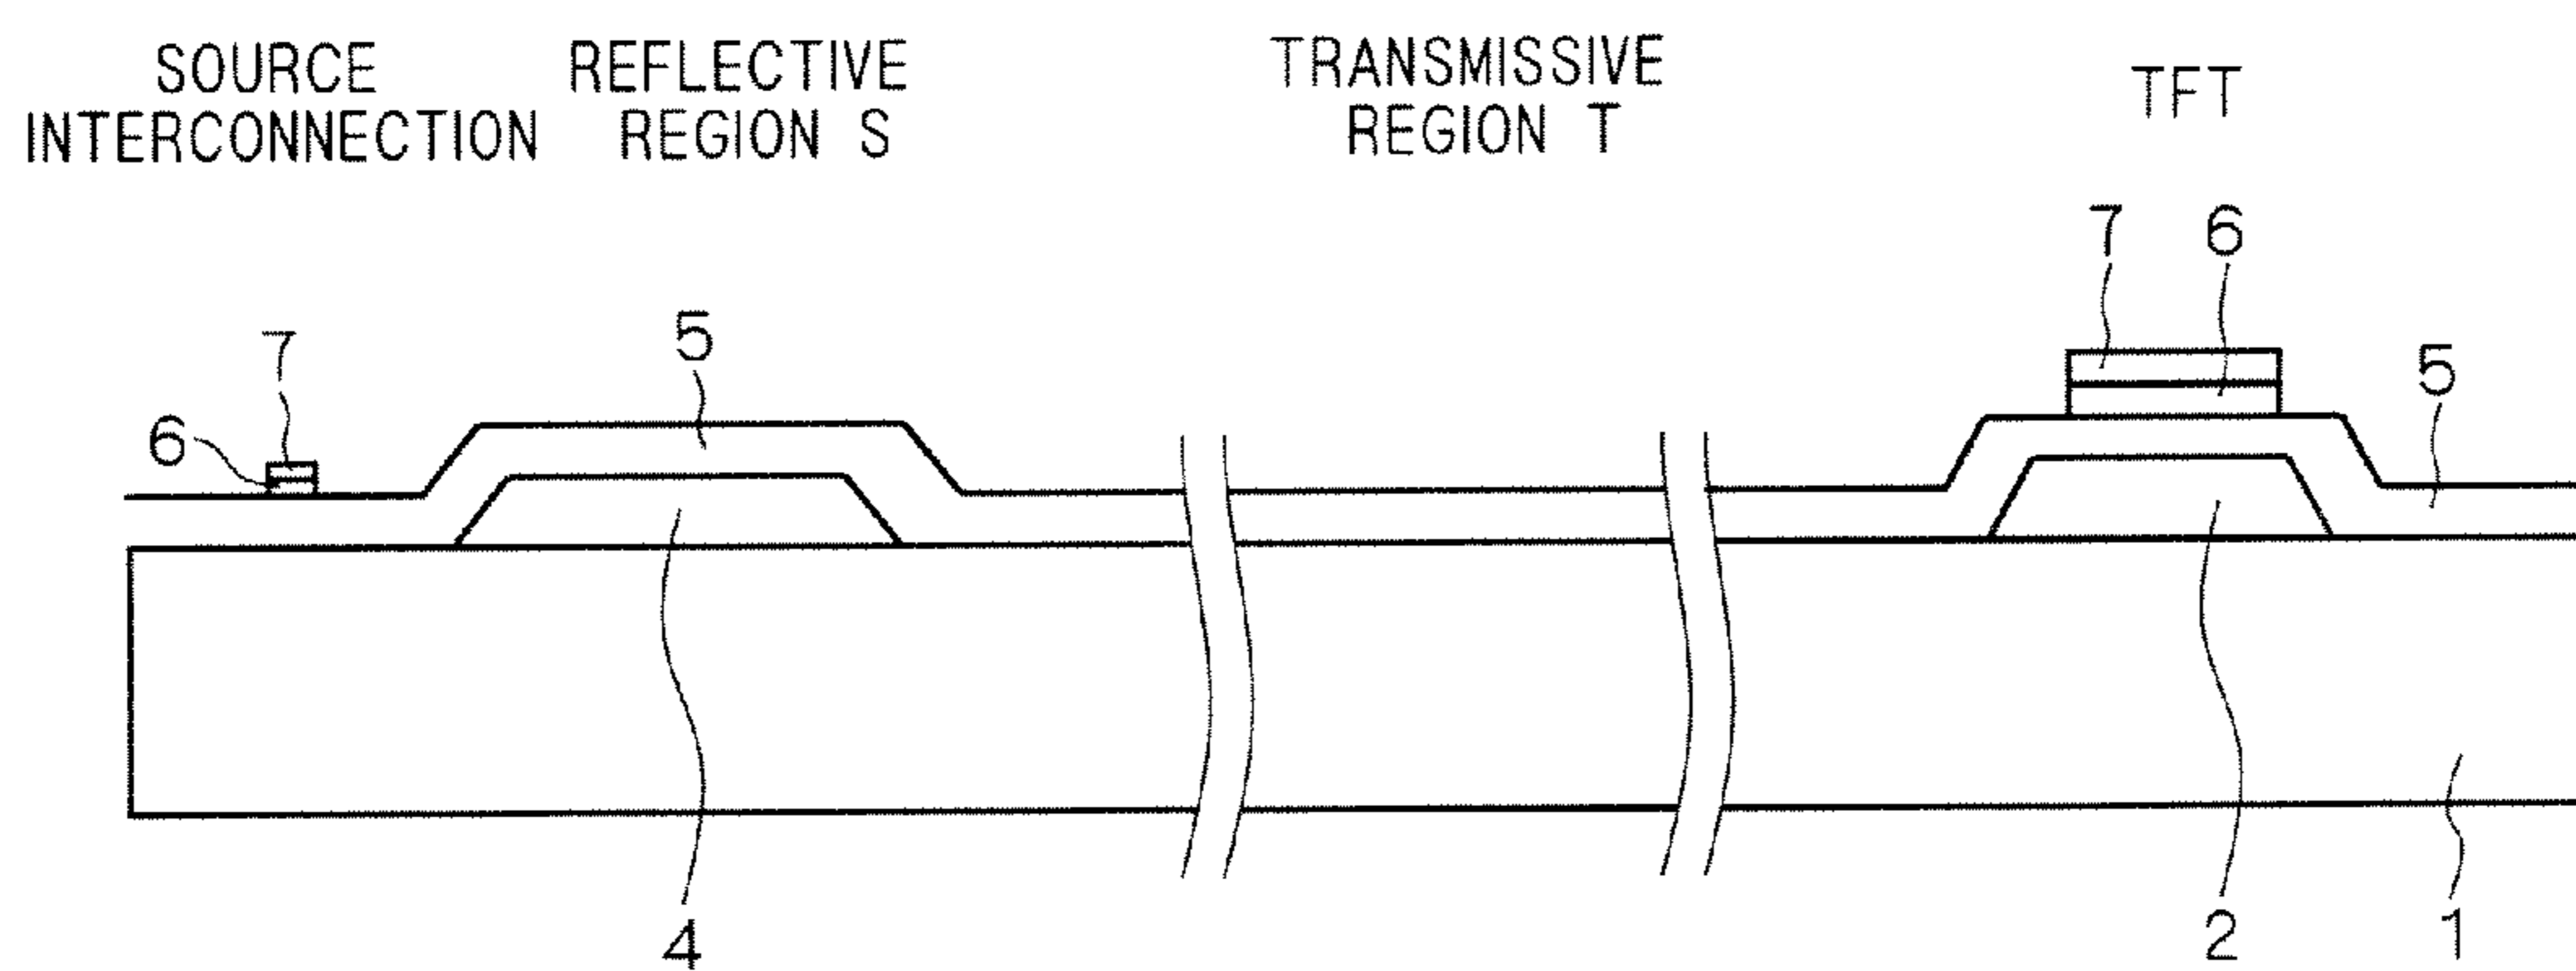 SOURCE
INTERCONNECTION
REFLECTIVE
REGION S
TRANSMISSIVE
REGION T
TFT
7 6
7 5 5
6
4 2 1